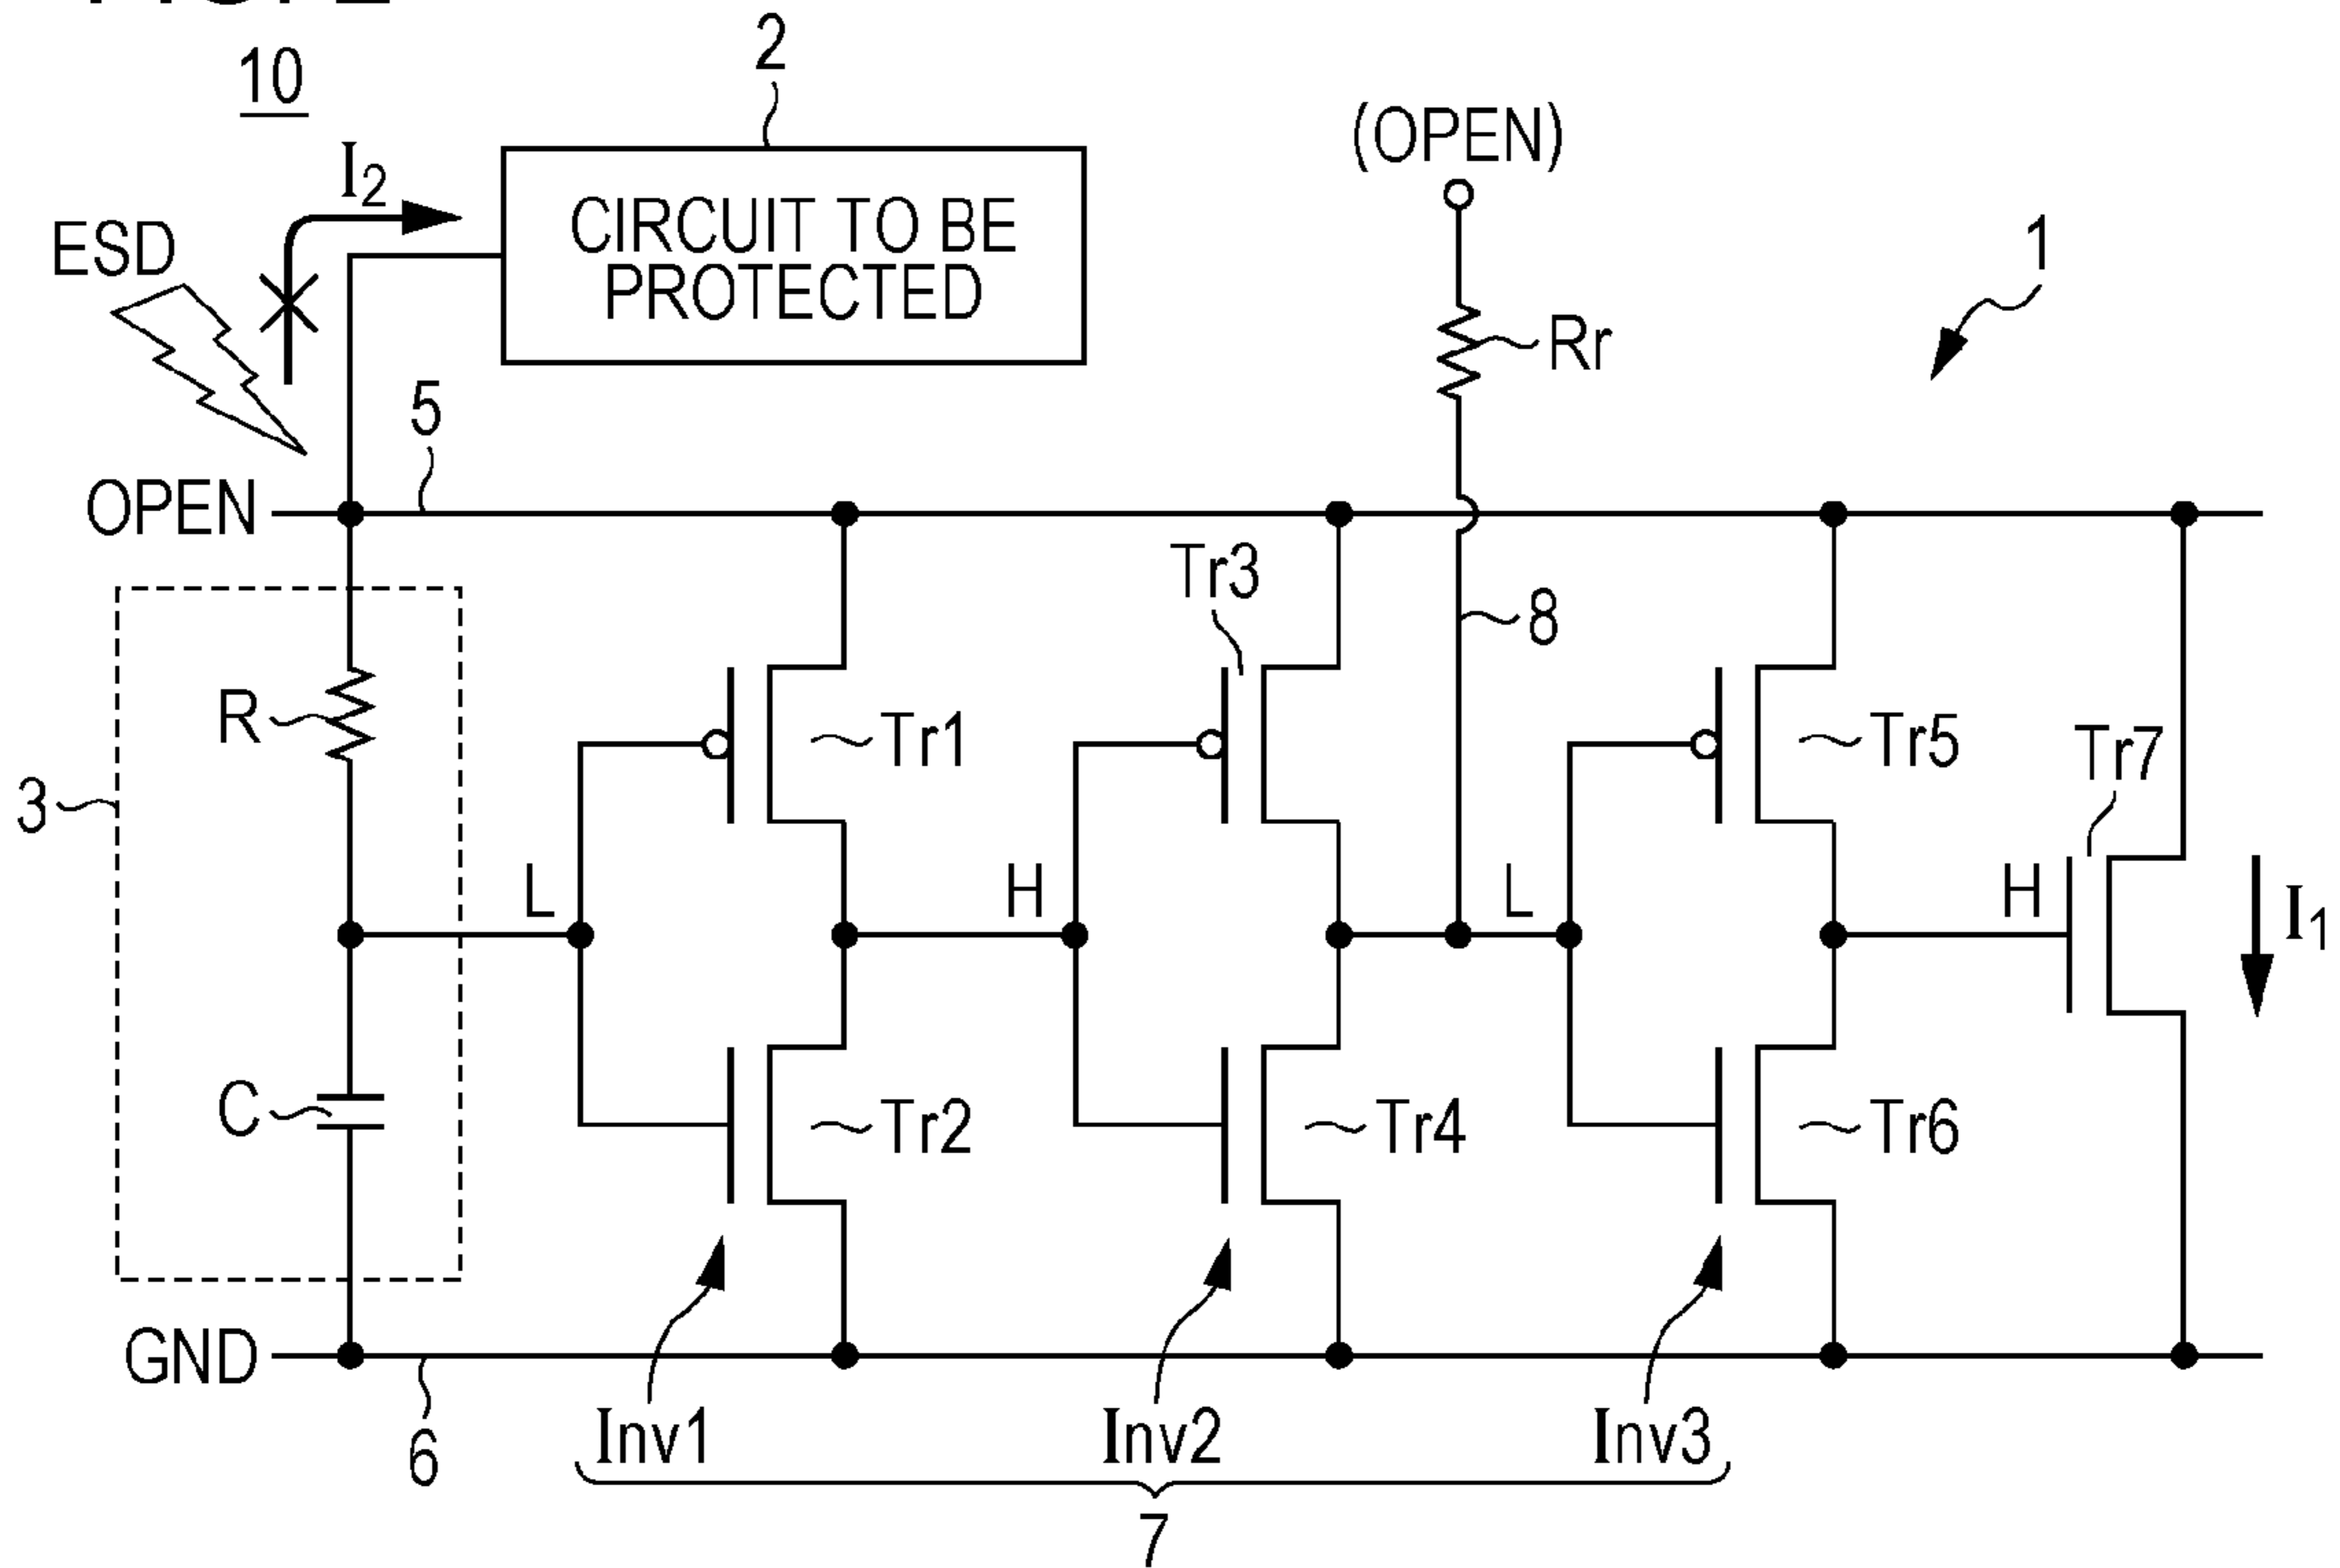 10
2
I2
(OPEN)
ESD
CIRCUIT TO BE
PROTECTED
1
Rr
5
OPEN
Tr3
8
R
Tr1
Tr5
Tr7
3
L
H
L
H
I1
C
Tr2
Tr4
Tr6
GND
6
Inv1
Inv2
Inv3
7